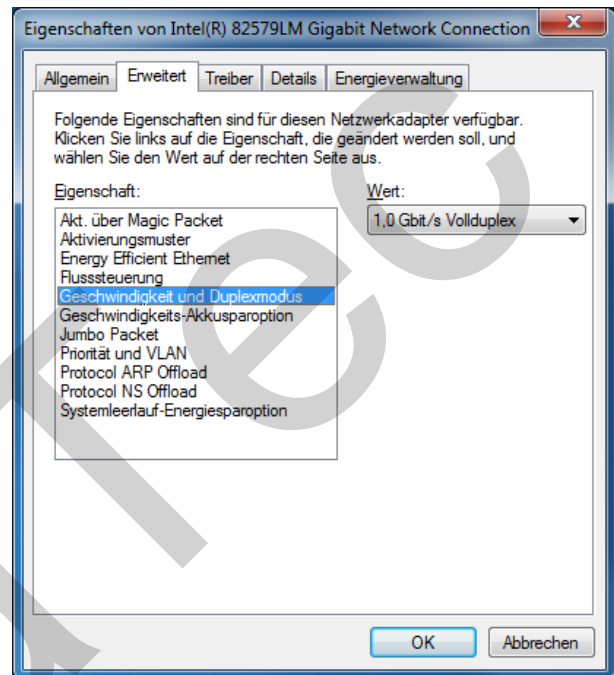 Eigenschaften von Intel(R) 82579LM Gigabit Network Connection
Allgemein Erweitert Treiber Details Energieverwaltung
Folgende Eigenschaften sind für diesen Netzwerkadapter verfügbar.
Klicken Sie links auf die Eigenschaft, die geändert werden soll, und
wählen Sie den Wert auf der rechten Seite aus.
Eigenschaft: Wert:
Akt. über Magic Packet 1,0 Gbit/s Vollduplex
Aktivierungsmuster
Energy Efficient Ethernet
Flusssteuerung
Geschwindigkeit und Duplexmodus
Geschwindigkeits-Akkusparoption
Jumbo Packet
Priorität und VLAN
Protocol ARP Offload
Protocol NS Offload
Systemleerlauf-Energiesparoption
OK Abbrechen